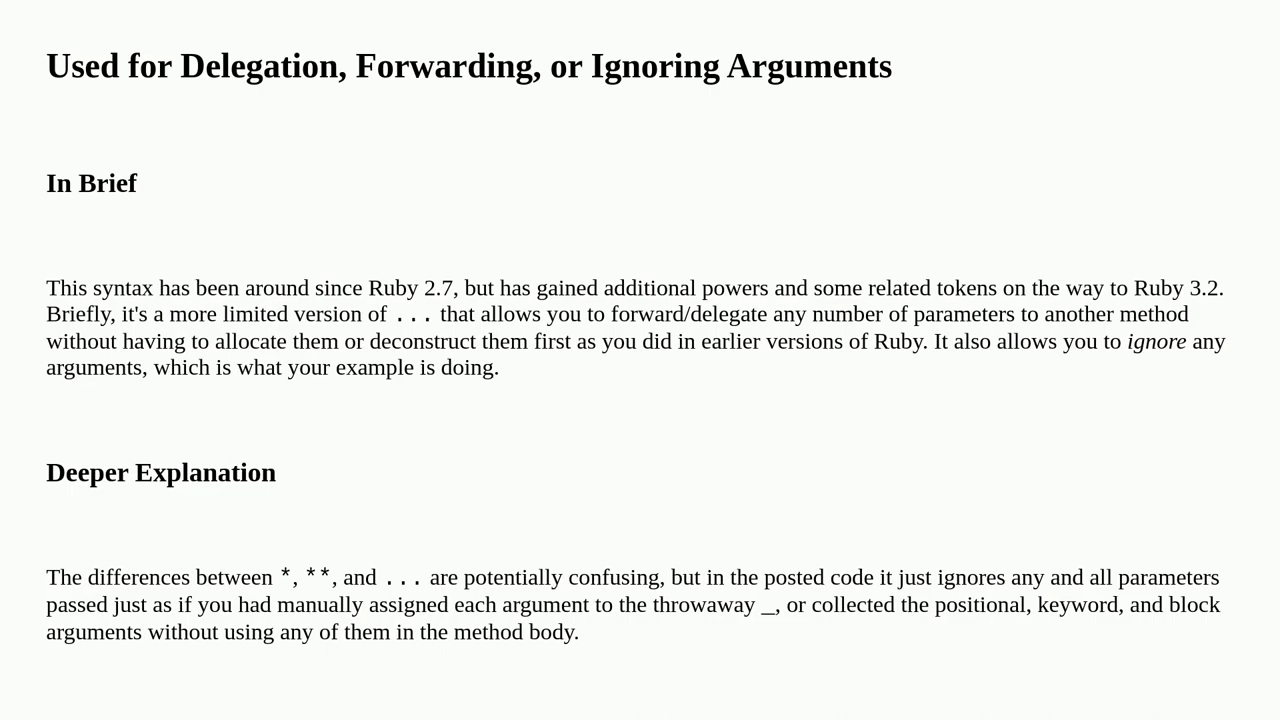 Used for Delegation, Forwarding, or Ignoring Arguments
In Brief
This syntax has been around since Ruby 2.7, but has gained additional powers and some related tokens on the way to Ruby 3.2.
Briefly, it's a more limited version of ... that allows you to forward/delegate any number of parameters to another method
without having to allocate them or deconstruct them first as you did in earlier versions of Ruby. It also allows you to ignore any
arguments, which is what your example is doing.
Deeper Explanation
The differences between *, **, and ... are potentially confusing, but in the posted code it just ignores any and all parameters
passed just as if you had manually assigned each argument to the throwaway _, or collected the positional, keyword, and block
arguments without using any of them in the method body.